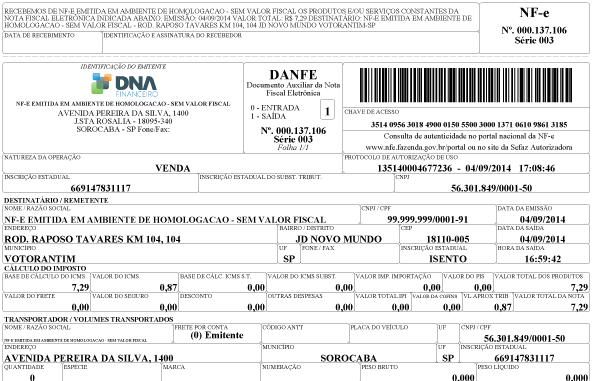 RECEBEMOS DE NF-E EMITIDA EM AMBIENTE DE HOMOLOGACAO - SEM VALOR FISCAL OS PRODUTOS E/OU SERVIÇOS CONSTANTES DA
NOTA FISCAL ELETRÔNICA INDICADA ABAIXO. EMISSÃO: 04/09/2014 VALOR TOTAL: R$ 7,29 DESTINATÁRIO: NF-E EMITIDA EM AMBIENTE DE
HOMOLOGACAO - SEM VALOR FISCAL - ROD. RAPOSO TAVARES KM 104, 104 JD NOVO MUNDO VOTORANTIM-SP
DATA DE RECEBIMENTO IDENTIFICAÇÃO E ASSINATURA DO RECEBEDOR
NF-e
Nº. 000.137.106
Série 003
IDENTIFICAÇÃO DO EMITENTE
DNA
FINANCEIRO
NF-E EMITIDA EM AMBIENTE DE HOMOLOGACAO - SEM VALOR FISCAL
AVENIDA PEREIRA DA SILVA, 1400
J.STA ROSALIA - 18095-340
SOROCABA - SP Fone/Fax:
DANFE
Documento Auxiliar da Nota
Fiscal Eletrônica
0 - ENTRADA
1 - SAÍDA
1
Nº. 000.137.106
Série 003
Folha 1/1
CHAVE DE ACESSO
3514 0956 3018 4900 0150 5500 3000 1371 0610 9861 3185
Consulta de autenticidade no portal nacional da NF-e
www.nfe.fazenda.gov.br/portal ou no site da Sefaz Autorizadora
NATUREZA DA OPERAÇÃO PROTOCOLO DE AUTORIZAÇÃO DE USO
VENDA 135140004677236 - 04/09/2014 17:08:46
INSCRIÇÃO ESTADUAL INSCRIÇÃO ESTADUAL DO SUBST. TRIBUT. CNPJ
669147831117 56.301.849/0001-50
DESTINATÁRIO / REMETENTE
NOME / RAZÃO SOCIAL CNPJ / CPF DATA DA EMISSÃO
NF-E EMITIDA EM AMBIENTE DE HOMOLOGACAO - SEM VALOR FISCAL 99.999.999/0001-91 04/09/2014
ENDEREÇO BAIRRO / DISTRITO CEP DATA DA SAÍDA
ROD. RAPOSO TAVARES KM 104, 104 JD NOVO MUNDO 18110-005 04/09/2014
MUNICÍPIO UF FONE / FAX INSCRIÇÃO ESTADUAL HORA DA SAÍDA
VOTORANTIM SP ISENTO 16:59:42
CÁLCULO DO IMPOSTO
BASE DE CÁLCULO DO ICMS VALOR DO ICMS BASE DE CÁLC. ICMS S.T. VALOR DO ICMS SUBST. VALOR IMP. IMPORTAÇÃO VALOR DO PIS VALOR TOTAL DOS PRODUTOS
7,29 0,87 0,00 0,00 0,00 0,00 7,29
VALOR DO FRETE VALOR DO SEGURO DESCONTO OUTRAS DESPESAS VALOR TOTAL IPI VALOR DA COFINS VL APROX TRIB VALOR TOTAL DA NOTA
0,00 0,00 0,00 0,00 0,00 0,00 0,87 7,29
TRANSPORTADOR / VOLUMES TRANSPORTADOS
NOME / RAZÃO SOCIAL FRETE POR CONTA CÓDIGO ANTT PLACA DO VEÍCULO UF CNPJ / CPF
NF-E EMITIDA EM AMBIENTE DE HOMOLOGACAO - SEM VALOR FISCAL (0) Emitente 56.301.849/0001-50
ENDEREÇO MUNICÍPIO UF INSCRIÇÃO ESTADUAL
AVENIDA PEREIRA DA SILVA, 1400 SOROCABA SP 669147831117
QUANTIDADE ESPÉCIE MARCA NUMERAÇÃO PESO BRUTO PESO LÍQUIDO
0 0,000 0,000